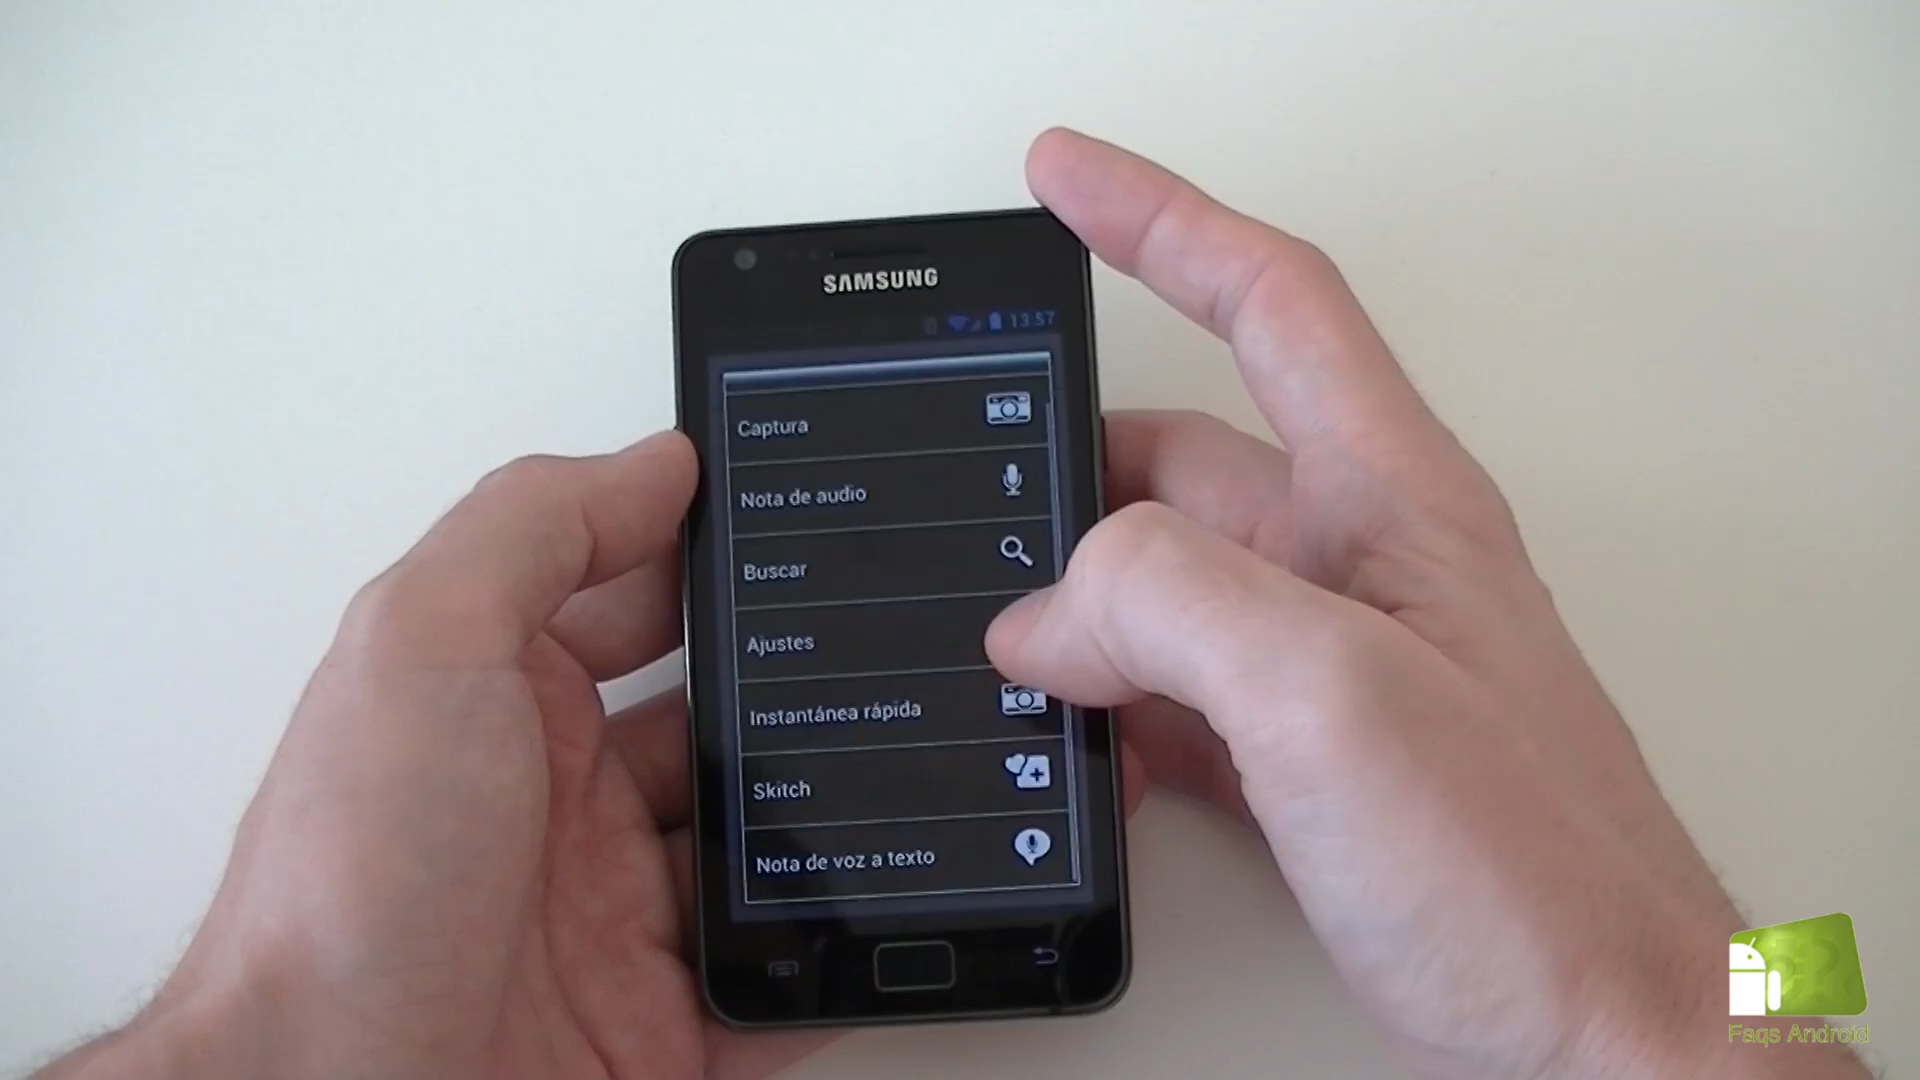 SAMSUNG
13:57
Captura
Nota de audio
Buscar
Ajustes
Instantánea rápida
Skitch
Nota de voz a texto
Faqs Android